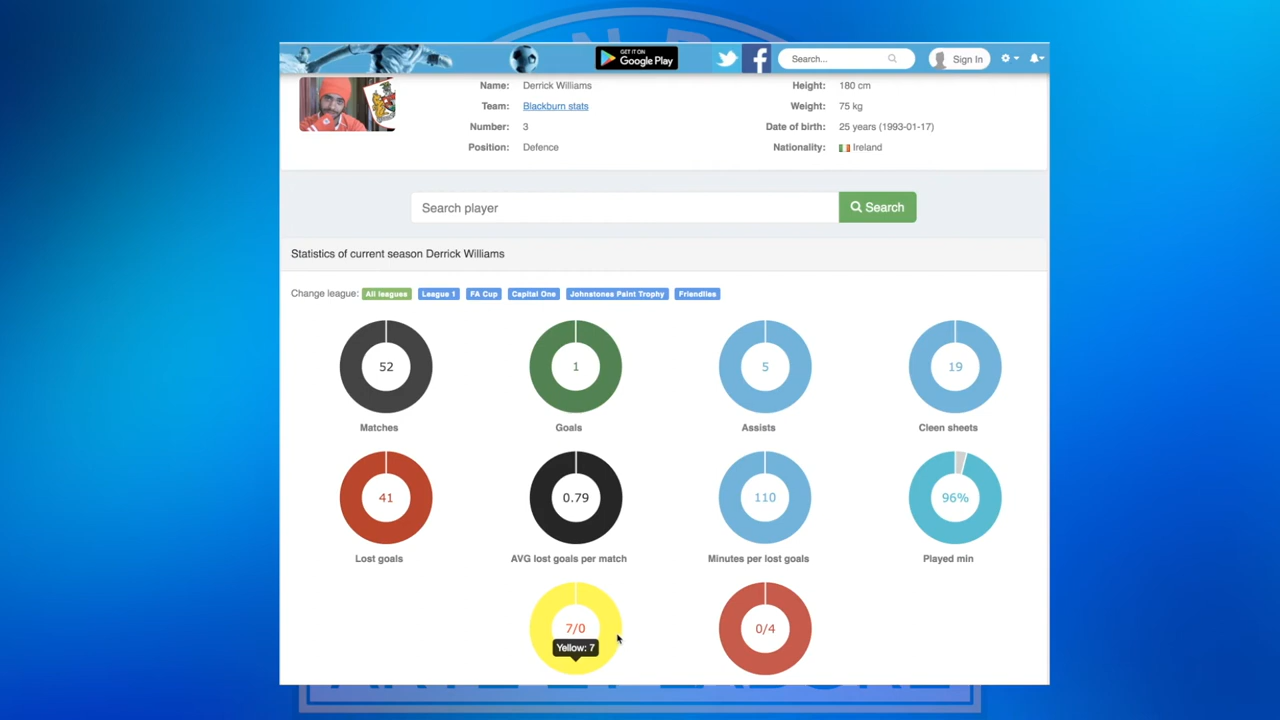 GET IT ON
Google Play
Search...
Sign In
Name: Derrick Williams
Team: Blackburn stats
Number: 3
Position: Defence
Height: 180 cm
Weight: 75 kg
Date of birth: 25 years (1993-01-17)
Nationality: Ireland
Search player
Search
Statistics of current season Derrick Williams
Change league: All leagues League 1 FA Cup Capital One Johnstones Paint Trophy Friendlies
52 1 5 19
Matches Goals Assists Cleen sheets
41 0.79 110 96%
Lost goals AVG lost goals per match Minutes per lost goals Played min
7/0 0/4
Yellow: 7